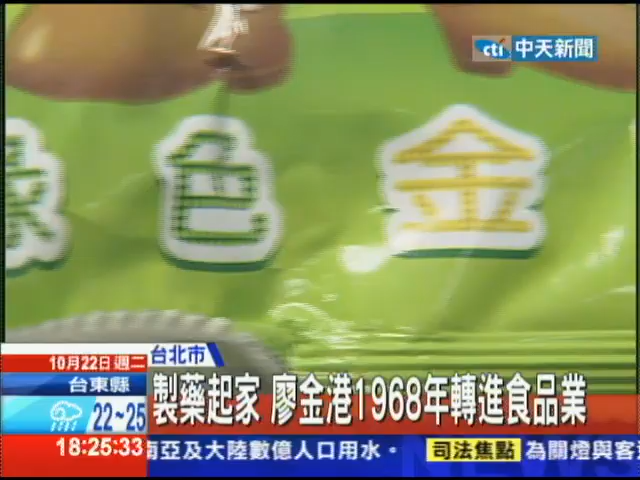 cti 中天新聞
綠色金
台北市
10月22日 週二
台東縣
22~25
製藥起家 廖金港1968年轉進食品業
18:25:33
南亞及大陸數億人口用水。 司法焦點 為關燈與客
NEWS